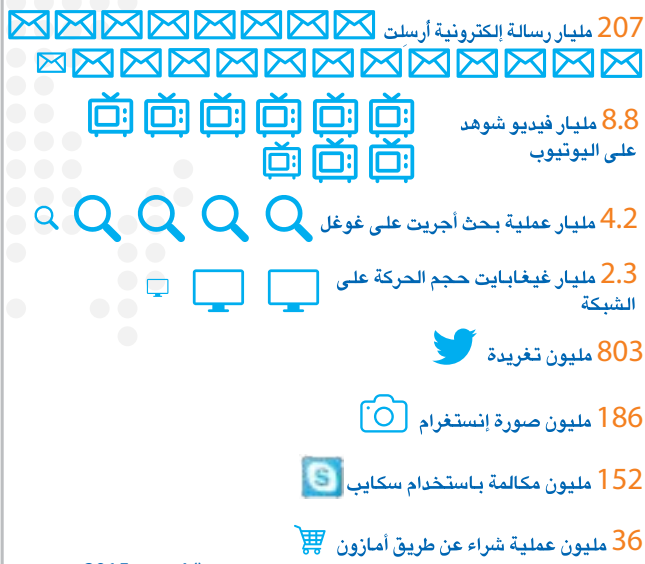 207 مليار رسالة إلكترونية أرسِلت
8.8 مليار فيديو شوهد
على اليوتيوب
4.2 مليار عملية بحث أجريت على غوغل
2.3 مليار غيغابايت حجم الحركة على
الشبكة
803 مليون تغريدة
186 مليون صورة إنستغرام
S
152 مليون مكالمة باستخدام سكايب
36 مليون عملية شراء عن طريق أمازون